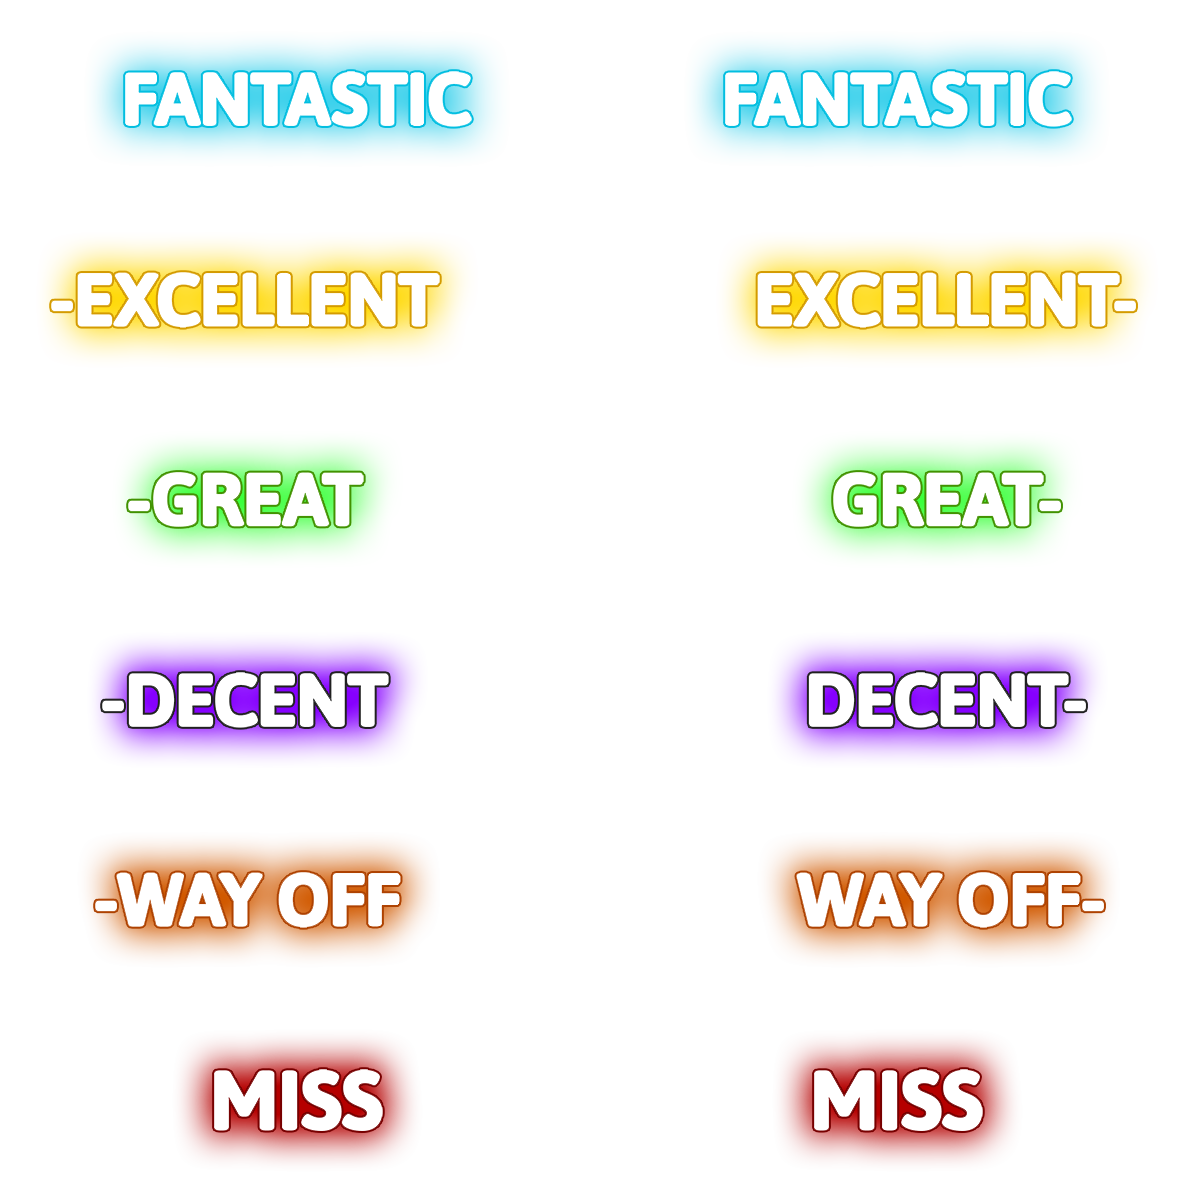 FANTASTIC FANTASTIC
-EXCELLENT EXCELLENT-
-GREAT GREAT-
-DECENT DECENT-
-WAY OFF WAY OFF-
MISS MISS